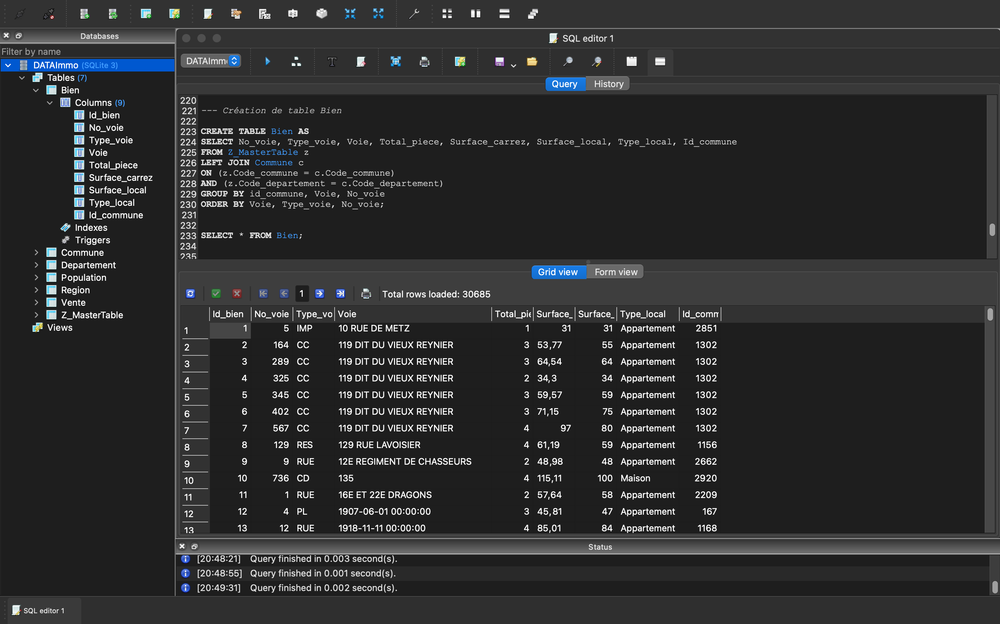 Databases
Filter by name
DATAImmo (SQLite 3)
Tables (7)
Bien
Columns (9)
Id_bien
No_voie
Type_voie
Voie
Total_piece
Surface_carrez
Surface_local
Type_local
Id_commune
Indexes
Triggers
Commune
Departement
Population
Region
Vente
Z_MasterTable
Views
SQL editor 1
DATAImm
Query History
220
221 --- Création de table Bien
222
223 CREATE TABLE Bien AS
224 SELECT No_voie, Type_voie, Voie, Total_piece, Surface_carrez, Surface_local, Type_local, Id_commune
225 FROM Z_MasterTable z
226 LEFT JOIN Commune c
227 ON (z.Code_commune = c.Code_commune)
228 AND (z.Code_departement = c.Code_departement)
229 GROUP BY id_commune, Voie, No_voie
230 ORDER BY Voie, Type_voie, No_voie;
231
232
233 SELECT * FROM Bien;
234
235
Grid view Form view
1 Total rows loaded: 30685
Id_bien No_voie Type_vo Voie Total_pie Surface_ Surface_ Type_local Id_comm
1 1 5 IMP 10 RUE DE METZ 1 31 31 Appartement 2851
2 2 164 CC 119 DIT DU VIEUX REYNIER 3 53,77 55 Appartement 1302
3 3 289 CC 119 DIT DU VIEUX REYNIER 3 64,54 64 Appartement 1302
4 4 325 CC 119 DIT DU VIEUX REYNIER 2 34,3 34 Appartement 1302
5 5 345 CC 119 DIT DU VIEUX REYNIER 3 59,57 59 Appartement 1302
6 6 402 CC 119 DIT DU VIEUX REYNIER 3 71,15 75 Appartement 1302
7 7 567 CC 119 DIT DU VIEUX REYNIER 4 97 80 Appartement 1302
8 8 129 RES 129 RUE LAVOISIER 4 61,19 59 Appartement 1156
9 9 9 RUE 12E REGIMENT DE CHASSEURS 2 48,98 48 Appartement 2662
10 10 736 CD 135 4 115,11 100 Maison 2920
11 11 1 RUE 16E ET 22E DRAGONS 2 57,64 58 Appartement 2209
12 12 4 PL 1907-06-01 00:00:00 3 45,81 47 Appartement 167
13 13 12 RUE 1918-11-11 00:00:00 4 85,01 84 Appartement 1168
Status
[20:48:21] Query finished in 0.003 second(s).
[20:48:55] Query finished in 0.001 second(s).
[20:49:31] Query finished in 0.002 second(s).
SQL editor 1